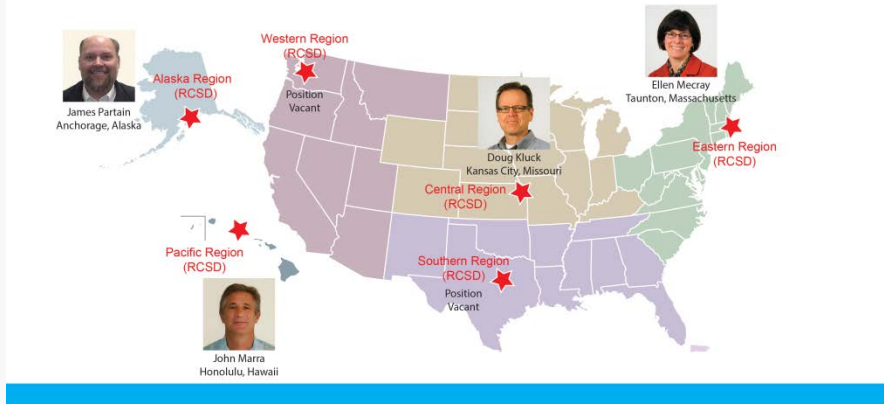 Western Region
(RCSD)
Position
Vacant
Alaska Region
(RCSD)
James Partain
Anchorage, Alaska
Ellen Mecray
Taunton, Massachusetts
Eastern Region
(RCSD)
Doug Kluck
Kansas City, Missouri
Central Region
(RCSD)
Pacific Region
(RCSD)
Southern Region
(RCSD)
Position
Vacant
John Marra
Honolulu, Hawaii